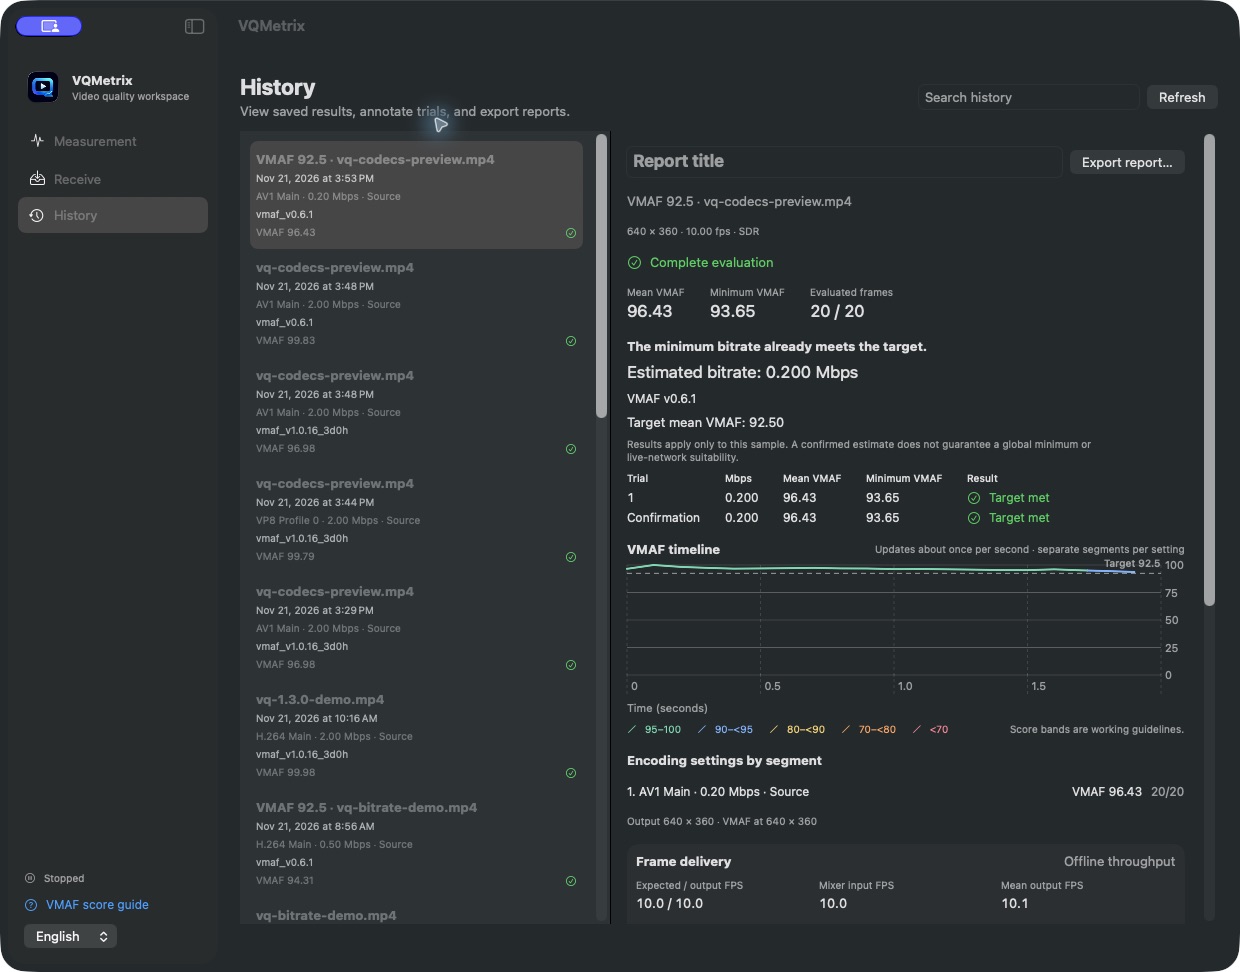 VQMetrix
VQMetrix
Video quality workspace
Measurement
Receive
History
Stopped
VMAF score guide
English
History
View saved results, annotate trials, and export reports.
Search history
Refresh
VMAF 92.5 · vq-codecs-preview.mp4
Nov 21, 2026 at 3:53 PM
AV1 Main · 0.20 Mbps · Source
vmaf_v0.6.1
VMAF 96.43
vq-codecs-preview.mp4
Nov 21, 2026 at 3:48 PM
AV1 Main · 2.00 Mbps · Source
vmaf_v0.6.1
VMAF 99.83
vq-codecs-preview.mp4
Nov 21, 2026 at 3:48 PM
AV1 Main · 2.00 Mbps · Source
vmaf_v1.0.16_3d0h
VMAF 96.98
vq-codecs-preview.mp4
Nov 21, 2026 at 3:44 PM
VP8 Profile 0 · 2.00 Mbps · Source
vmaf_v1.0.16_3d0h
VMAF 99.79
vq-codecs-preview.mp4
Nov 21, 2026 at 3:29 PM
AV1 Main · 2.00 Mbps · Source
vmaf_v1.0.16_3d0h
VMAF 96.98
vq-1.3.0-demo.mp4
Nov 21, 2026 at 10:16 AM
H.264 Main · 2.00 Mbps · Source
vmaf_v1.0.16_3d0h
VMAF 99.98
VMAF 92.5 · vq-bitrate-demo.mp4
Nov 21, 2026 at 8:56 AM
H.264 Main · 0.50 Mbps · Source
vmaf_v0.6.1
VMAF 94.31
vq-bitrate-demo.mp4
Report title
Export report...
VMAF 92.5 · vq-codecs-preview.mp4
640 × 360 · 10.00 fps · SDR
Complete evaluation
Mean VMAF Minimum VMAF Evaluated frames
96.43 93.65 20 / 20
The minimum bitrate already meets the target.
Estimated bitrate: 0.200 Mbps
VMAF v0.6.1
Target mean VMAF: 92.50
Results apply only to this sample. A confirmed estimate does not guarantee a global minimum or
live-network suitability.
Trial Mbps Mean VMAF Minimum VMAF Result
1 0.200 96.43 93.65 Target met
Confirmation 0.200 96.43 93.65 Target met
VMAF timeline Updates about once per second · separate segments per setting
Target 92.5 100
75
50
25
0
0 0.5 1.0 1.5
Time (seconds)
95–100 90–<95 80–<90 70–<80 <70 Score bands are working guidelines.
Encoding settings by segment
1. AV1 Main · 0.20 Mbps · Source VMAF 96.43 20/20
Output 640 × 360 · VMAF at 640 × 360
Frame delivery Offline throughput
Expected / output FPS Mixer input FPS Mean output FPS
10.0 / 10.0 10.0 10.1